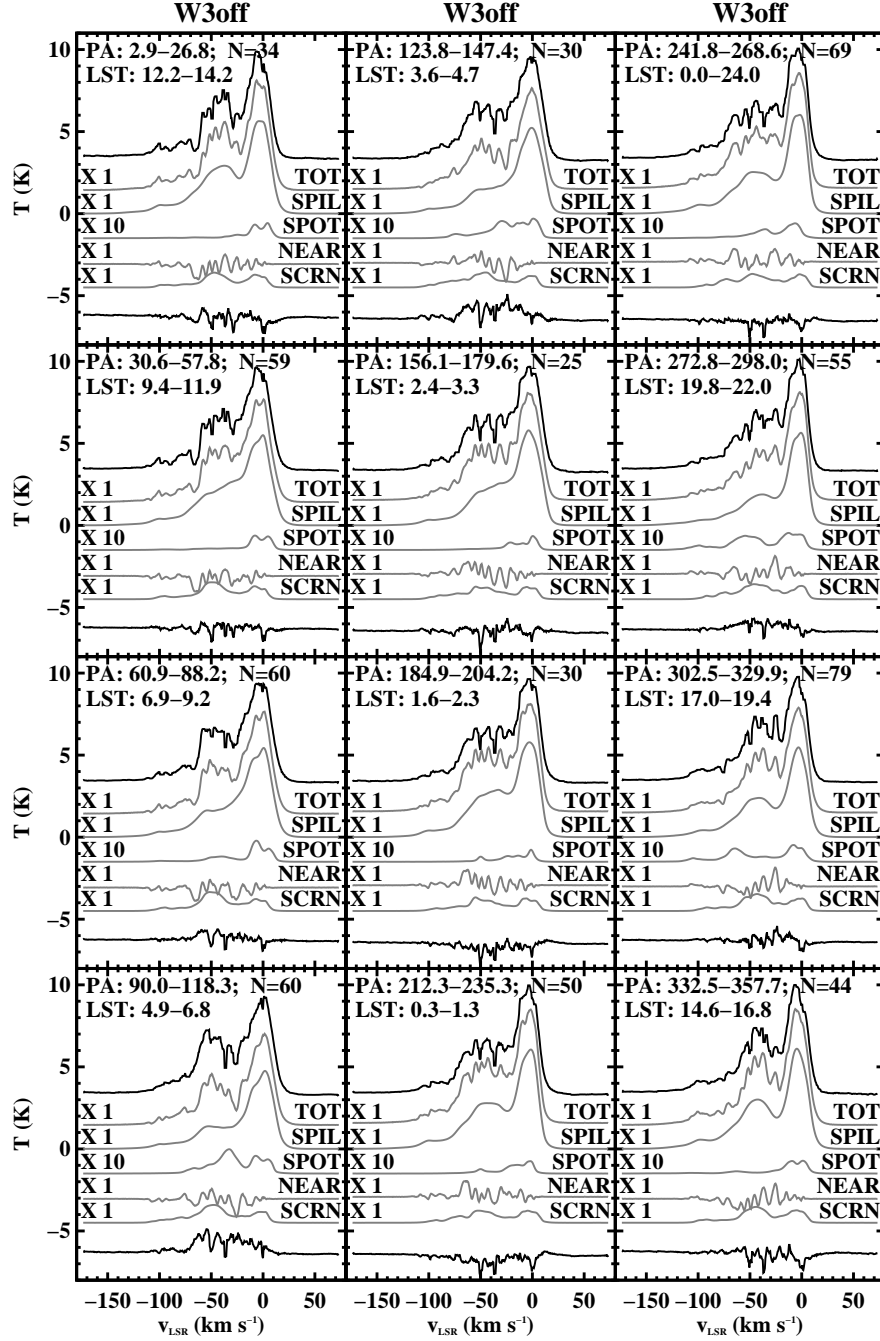 W3off W3off W3off
PA: 2.9–26.8; N=34
LST: 12.2–14.2
PA: 123.8–147.4; N=30
LST: 3.6–4.7
PA: 241.8–268.6; N=69
LST: 0.0–24.0
10
5
0
−5
T (K)
X 1 TOT
X 1 SPIL
X 10 SPOT
X 1 NEAR
X 1 SCRN
X 1 TOT
X 1 SPIL
X 10 SPOT
X 1 NEAR
X 1 SCRN
X 1 TOT
X 1 SPIL
X 10 SPOT
X 1 NEAR
X 1 SCRN
PA: 30.6–57.8; N=59
LST: 9.4–11.9
PA: 156.1–179.6; N=25
LST: 2.4–3.3
PA: 272.8–298.0; N=55
LST: 19.8–22.0
10
5
0
−5
T (K)
X 1 TOT
X 1 SPIL
X 10 SPOT
X 1 NEAR
X 1 SCRN
X 1 TOT
X 1 SPIL
X 10 SPOT
X 1 NEAR
X 1 SCRN
X 1 TOT
X 1 SPIL
X 10 SPOT
X 1 NEAR
X 1 SCRN
PA: 60.9–88.2; N=60
LST: 6.9–9.2
PA: 184.9–204.2; N=30
LST: 1.6–2.3
PA: 302.5–329.9; N=79
LST: 17.0–19.4
10
5
0
−5
T (K)
X 1 TOT
X 1 SPIL
X 10 SPOT
X 1 NEAR
X 1 SCRN
X 1 TOT
X 1 SPIL
X 10 SPOT
X 1 NEAR
X 1 SCRN
X 1 TOT
X 1 SPIL
X 10 SPOT
X 1 NEAR
X 1 SCRN
PA: 90.0–118.3; N=60
LST: 4.9–6.8
PA: 212.3–235.3; N=50
LST: 0.3–1.3
PA: 332.5–357.7; N=44
LST: 14.6–16.8
10
5
0
−5
T (K)
X 1 TOT
X 1 SPIL
X 10 SPOT
X 1 NEAR
X 1 SCRN
X 1 TOT
X 1 SPIL
X 10 SPOT
X 1 NEAR
X 1 SCRN
X 1 TOT
X 1 SPIL
X 10 SPOT
X 1 NEAR
X 1 SCRN
−150 −100 −50 0 50 −150 −100 −50 0 50 −150 −100 −50 0 50
v_LSR (km s⁻¹) v_LSR (km s⁻¹) v_LSR (km s⁻¹)